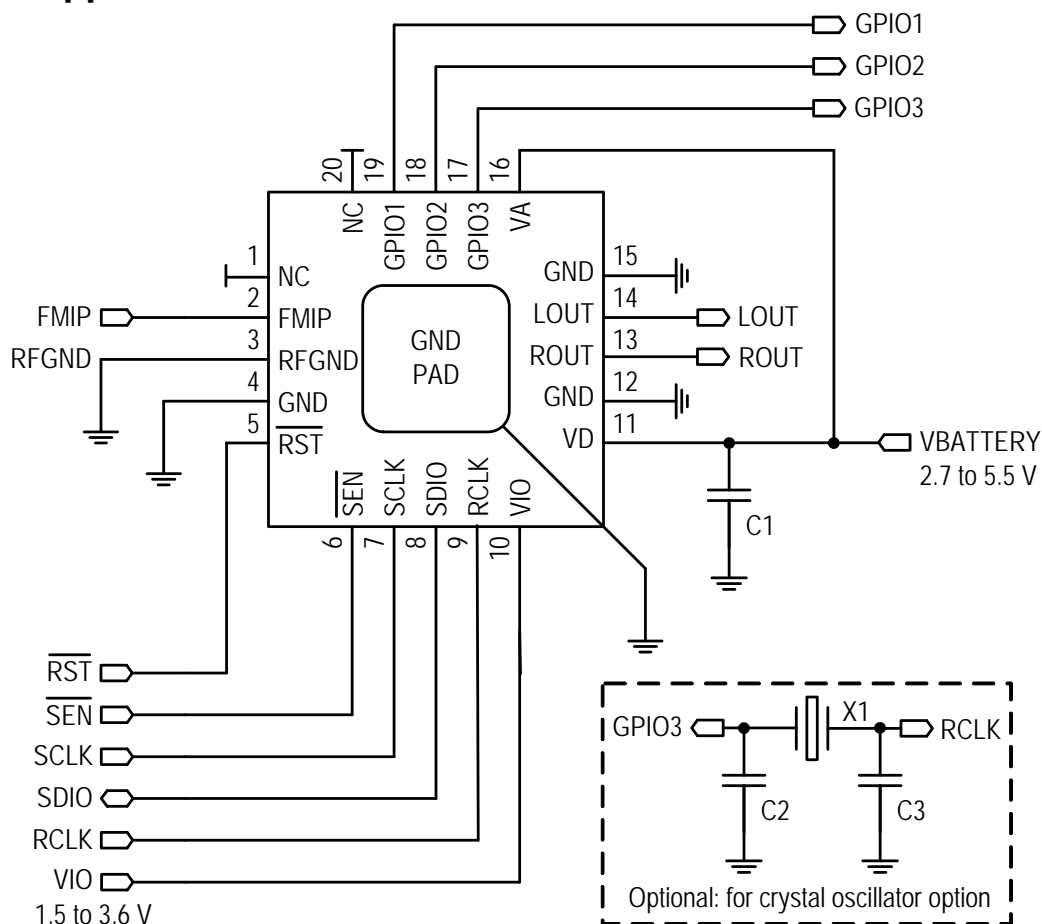 GPIO1
GPIO2
GPIO3
20
19
18
17
16
NC
GPIO1
GPIO2
GPIO3
VA
1
NC
FMIP
2
FMIP
RFGND
3
RFGND
4
GND
5
RST
GND
PAD
GND
15
LOUT
14
LOUT
ROUT
13
ROUT
GND
12
VD
11
VBATTERY
2.7 to 5.5 V
C1
SEN
SCLK
SDIO
RCLK
VIO
6
7
8
9
10
RST
SEN
SCLK
SDIO
RCLK
VIO
1.5 to 3.6 V
GPIO3
X1
RCLK
C2
C3
Optional: for crystal oscillator option